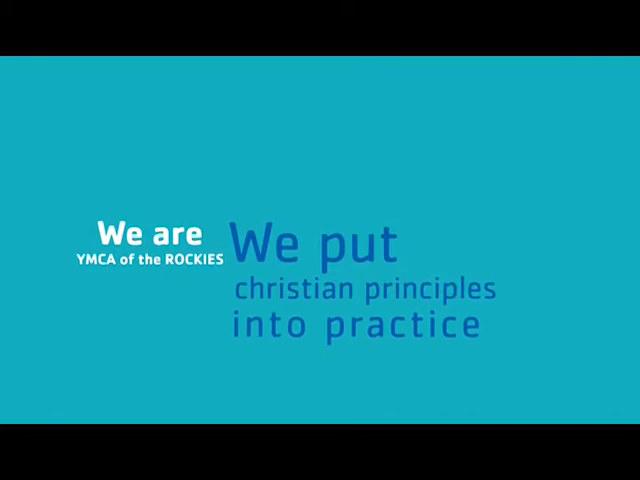 We are
YMCA of the ROCKIES
We put
christian principles
into practice